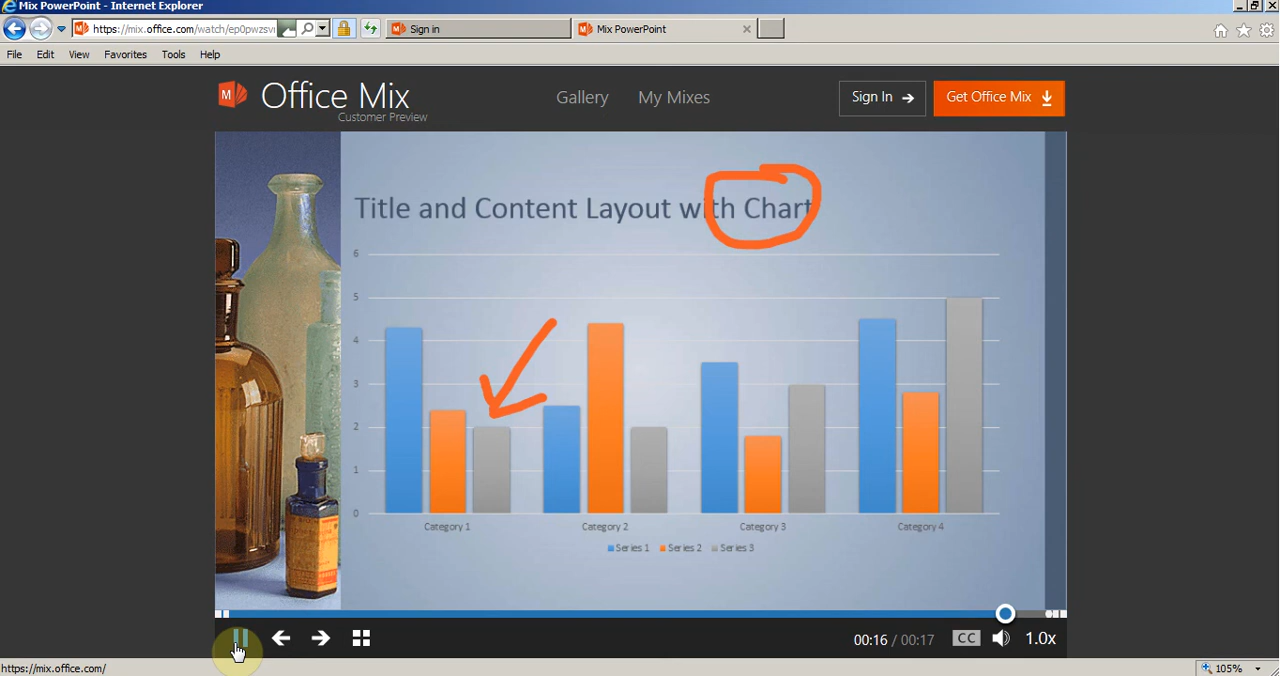 Mix PowerPoint - Internet Explorer
https://mix.office.com/watch/ep0pwzsv
Sign in
Mix PowerPoint
File Edit View Favorites Tools Help
Office Mix
Customer Preview
Gallery
My Mixes
Sign In
Get Office Mix
Title and Content Layout with Chart
6
5
4
3
2
1
0
Category 1 Category 2 Category 3 Category 4
Series 1 Series 2 Series 3
00:16 / 00:17
CC
1.0x
https://mix.office.com/
105%